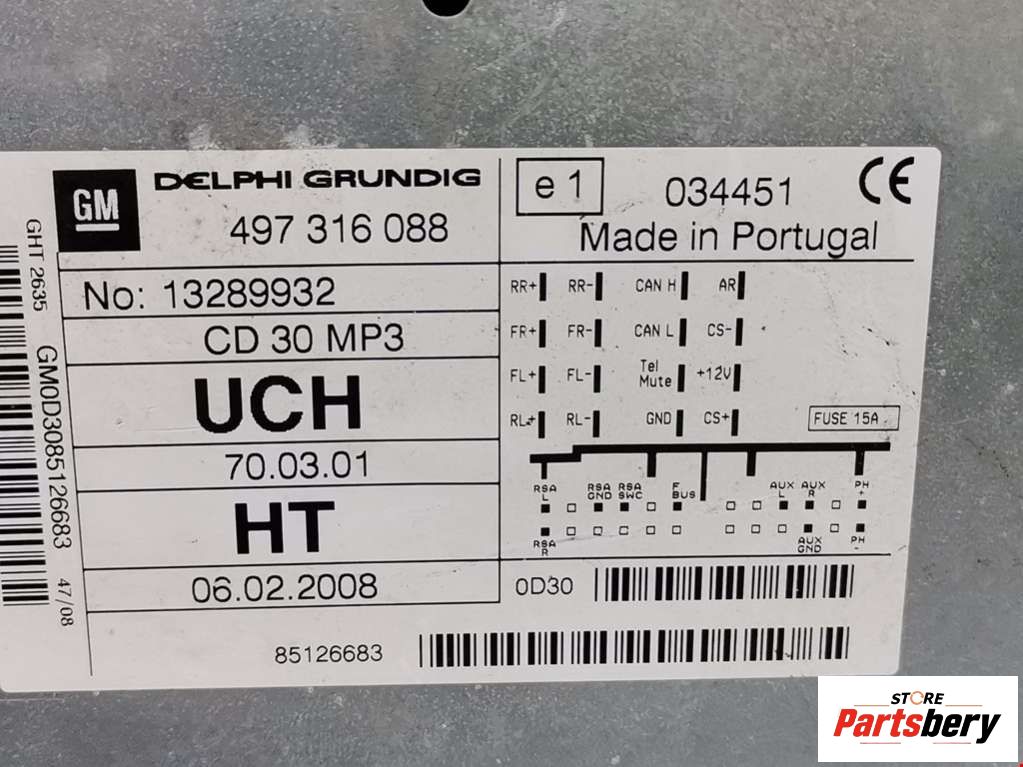 GM
DELPHI GRUNDIG
497 316 088
e 1
034451
CE
Made in Portugal
GHT 2635
GM0D3085126683
47/08
No: 13289932
CD 30 MP3
UCH
70.03.01
HT
06.02.2008
RR+ RR- CAN H AR
FR+ FR- CAN L CS-
FL+ FL- Tel Mute +12V
RL+ RL- GND CS+
FUSE 15A
RSA L RSA GND RSA SWC F BUS AUX L AUX R PH +
RSA R AUX GND PH -
0D30
85126683
STORE
Partsbery